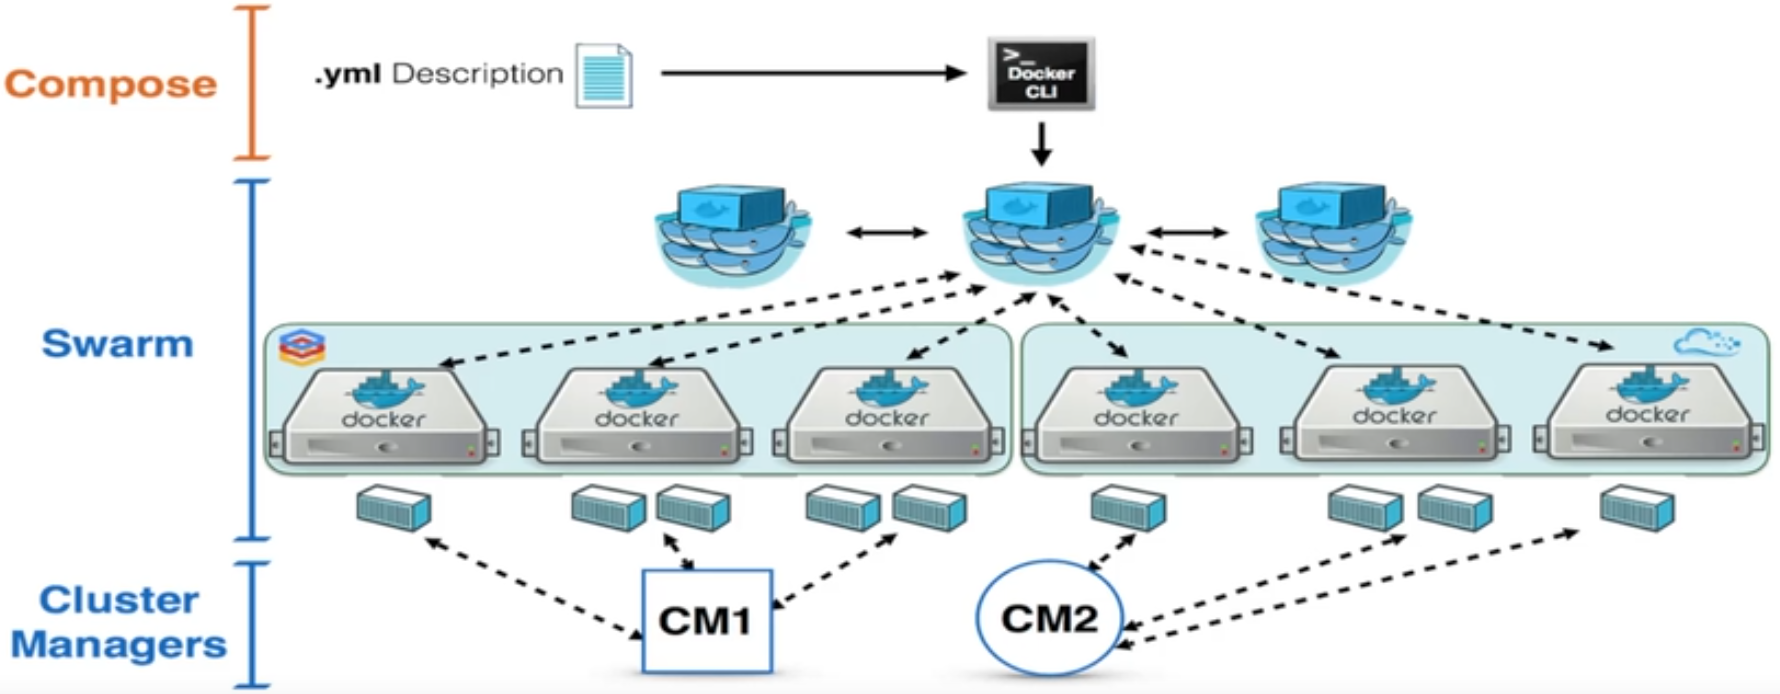 Compose
.yml Description
>_
Docker
CLI
Swarm
docker
docker
docker
docker
docker
docker
Cluster
Managers
CM1
CM2